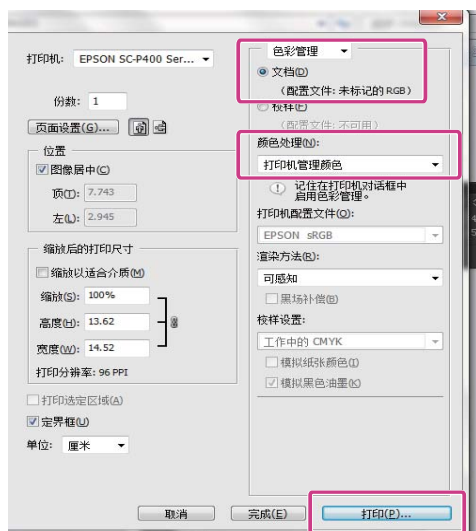 打印机: EPSON SC-P400 Ser...
份数: 1
页面设置(G)...
位置
图像居中(C)
顶(T): 7.743
左(L): 2.945
缩放后的打印尺寸
缩放以适合介质(M)
缩放(S): 100%
高度(H): 13.62
宽度(W): 14.52
打印分辨率: 96 PPI
打印选定区域(A)
定界框(U)
单位: 厘米
色彩管理
文档(D)
(配置文件: 未标记的 RGB)
校样(F)
(配置文件: 不可用)
颜色处理(N):
打印机管理颜色
记住在打印机对话框中
启用色彩管理。
打印机配置文件(O):
EPSON sRGB
渲染方法(R):
可感知
黑场补偿(B)
校样设置:
工作中的 CMYK
模拟纸张颜色(I)
模拟黑色油墨(K)
取消
完成(E)
打印(P)...